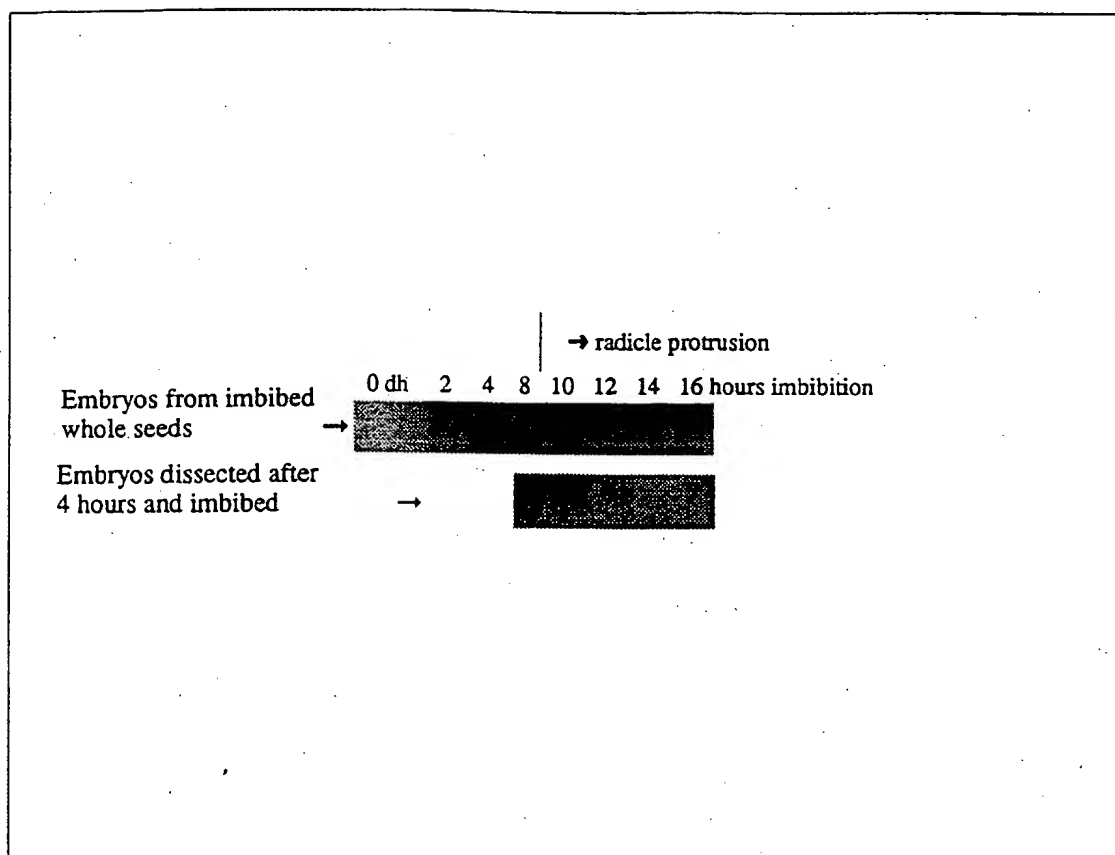 → radicle protrusion
0 dh 2 4 8 10 12 14 16 hours imbibition
Embryos from imbibed
whole seeds →
Embryos dissected after
4 hours and imbibed →